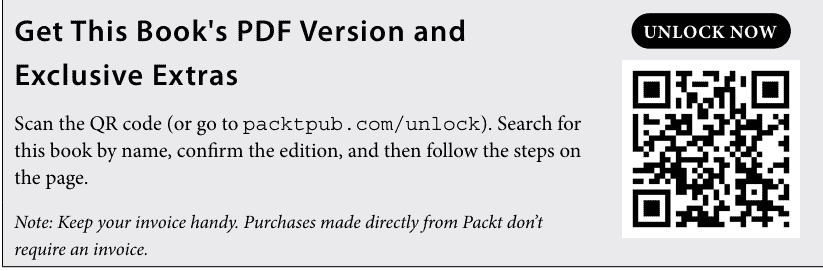 Get This Book's PDF Version and
Exclusive Extras
UNLOCK NOW
Scan the QR code (or go to packtpub.com/unlock). Search for
this book by name, confirm the edition, and then follow the steps on
the page.
Note: Keep your invoice handy. Purchases made directly from Packt don’t
require an invoice.